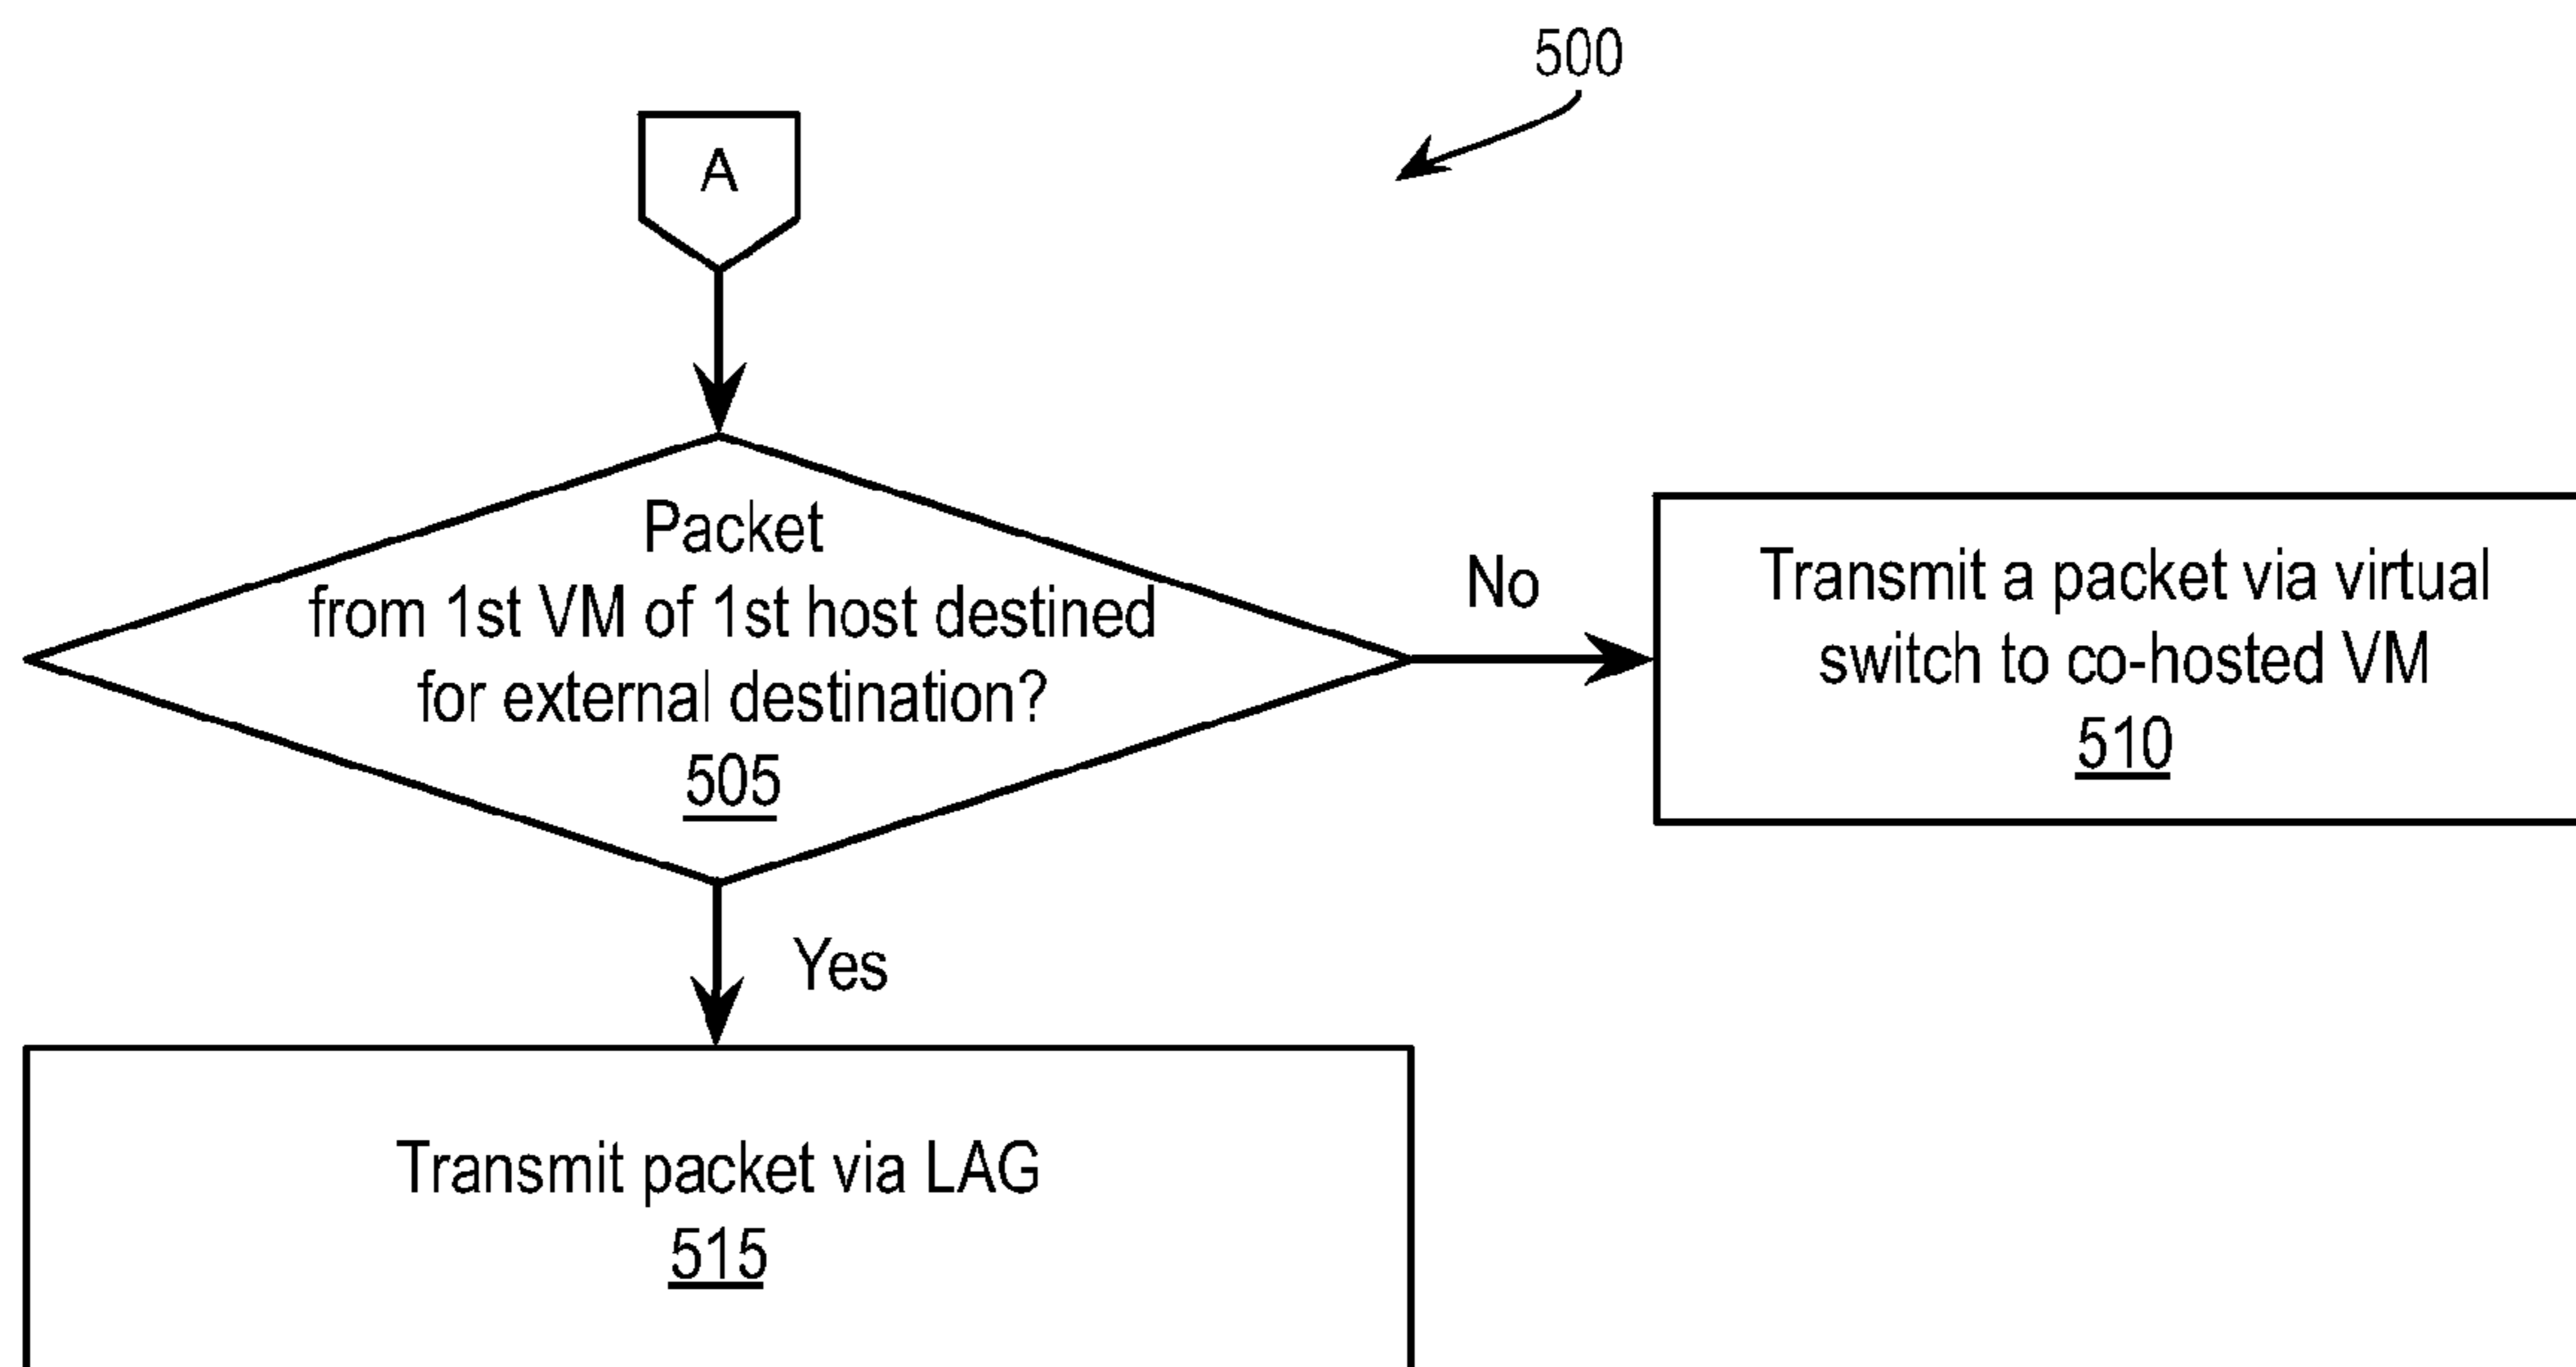 500
A
Packet
from 1st VM of 1st host destined
for external destination?
505
No
Transmit a packet via virtual
switch to co-hosted VM
510
Yes
Transmit packet via LAG
515